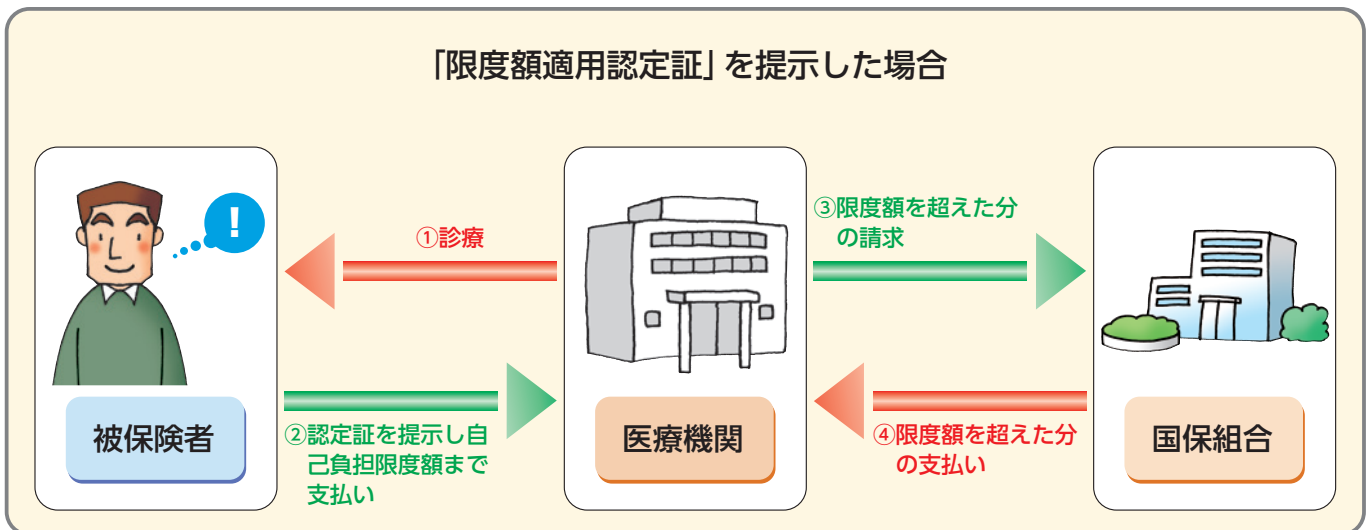 「限度額適用認定証」を提示した場合
!
①診療
②認定証を提示し自
己負担限度額まで
支払い
③限度額を超えた分
の請求
④限度額を超えた分
の支払い
被保険者
医療機関
国保組合